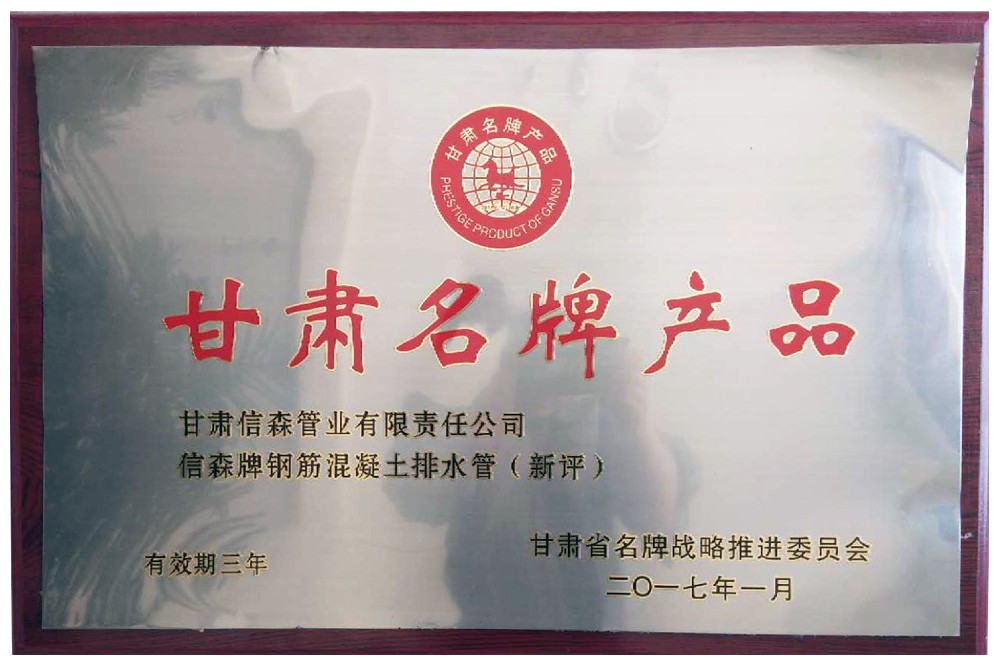 甘肃名牌产品
PRESTIGE PRODUCT OF GANSU
甘肃名牌产品
甘肃信森管业有限责任公司
信森牌钢筋混凝土排水管（新评）
有效期三年
甘肃省名牌战略推进委员会
二〇一七年一月